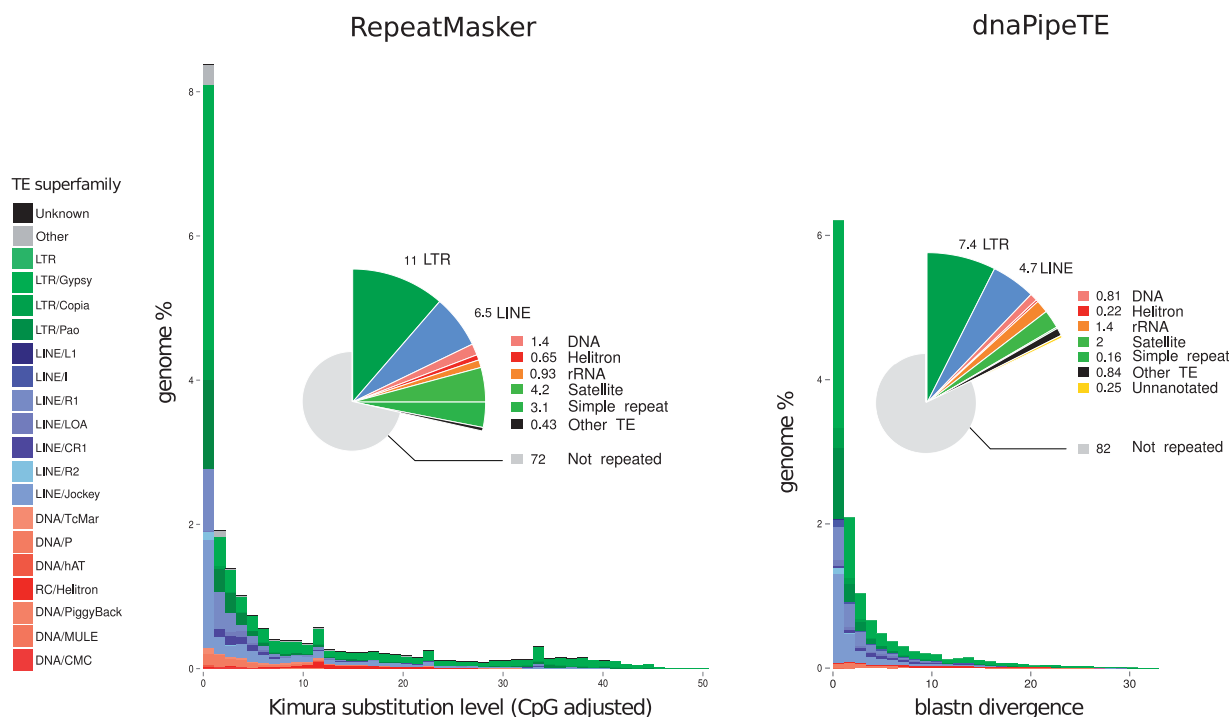 RepeatMasker
dnaPipeTE
TE superfamily
Unknown
Other
LTR
LTR/Gypsy
LTR/Copia
LTR/Pao
LINE/L1
LINE/I
LINE/R1
LINE/LOA
LINE/CR1
LINE/R2
LINE/Jockey
DNA/TcMar
DNA/P
DNA/hAT
RC/Helitron
DNA/PiggyBack
DNA/MULE
DNA/CMC
genome %
8
6
4
2
0
0
10
20
30
40
50
Kimura substitution level (CpG adjusted)
11 LTR
6.5 LINE
1.4 DNA
0.65 Helitron
0.93 rRNA
4.2 Satellite
3.1 Simple repeat
0.43 Other TE
72 Not repeated
genome %
6
4
2
0
0
10
20
30
blastn divergence
7.4 LTR
4.7 LINE
0.81 DNA
0.22 Helitron
1.4 rRNA
2 Satellite
0.16 Simple repeat
0.84 Other TE
0.25 Unnanotated
82 Not repeated